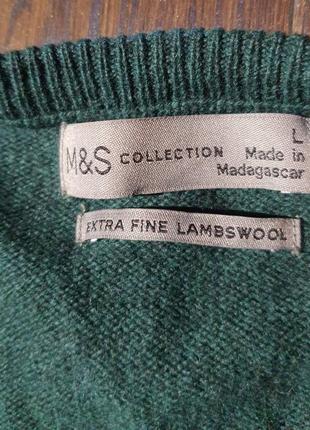 M&S COLLECTION
L
Made in
Madagascar
EXTRA FINE LAMBSWOOL